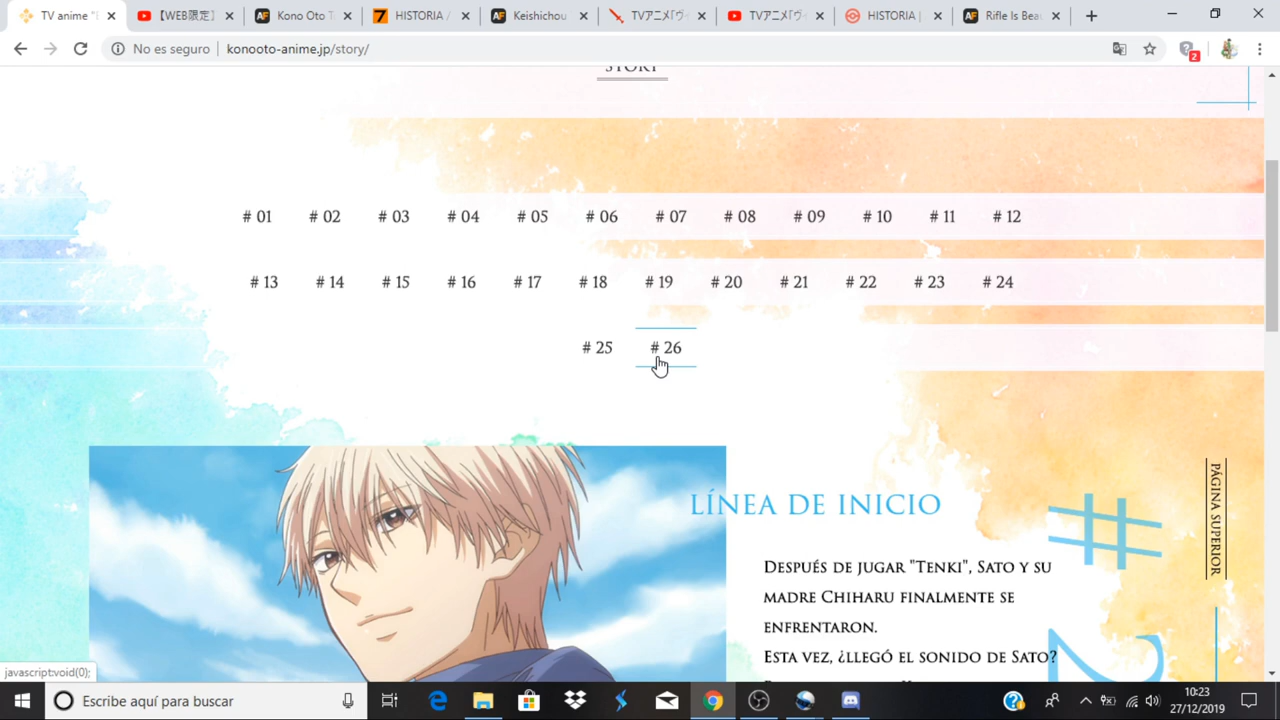 TV anime "E
【WEB限定】
Kono Oto T
HISTORIA /
Keishichou
TVアニメ「ヴィ
TVアニメ「ヴィ
HISTORIA |
Rifle Is Beau
No es seguro | konooto-anime.jp/story/
2
STORY
# 01 # 02 # 03 # 04 # 05 # 06 # 07 # 08 # 09 # 10 # 11 # 12
# 13 # 14 # 15 # 16 # 17 # 18 # 19 # 20 # 21 # 22 # 23 # 24
# 25 # 26
LÍNEA DE INICIO
#
2
PÁGINA SUPERIOR
Después de jugar "Tenki", Sato y su
madre Chiharu finalmente se
enfrentaron.
Esta vez, ¿llegó el sonido de Sato?
javascript:void(0);
Escribe aquí para buscar
10:23
27/12/2019